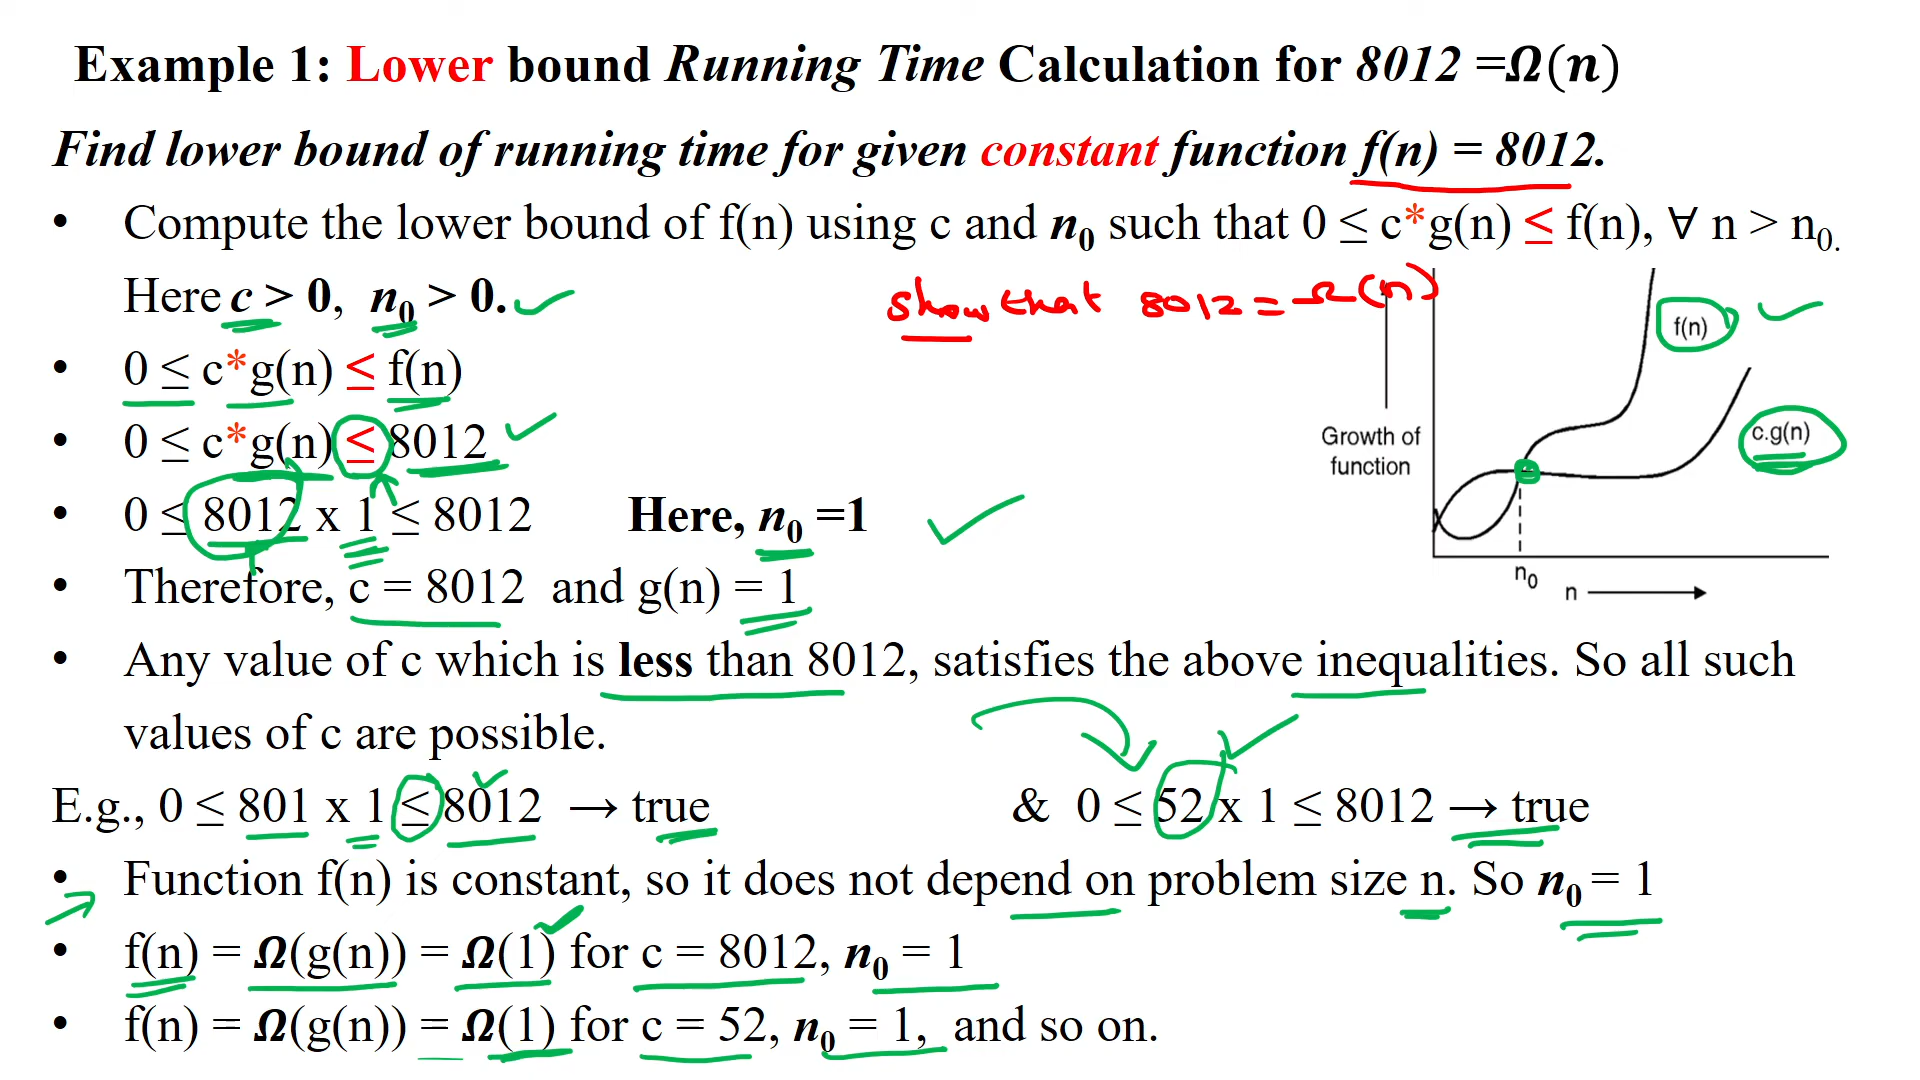 Example 1: Lower bound Running Time Calculation for 8012 =Ω(n)
Find lower bound of running time for given constant function f(n) = 8012.
• Compute the lower bound of f(n) using c and n₀ such that 0 ≤ c*g(n) ≤ f(n), ∀ n > n₀.
Here c > 0, n₀ > 0.
show that 8012 = Ω(n)
• 0 ≤ c*g(n) ≤ f(n)
• 0 ≤ c*g(n) ≤ 8012
• 0 ≤ 8012 x 1 ≤ 8012 Here, n₀ =1
• Therefore, c = 8012 and g(n) = 1
f(n)
c.g(n)
Growth of
function
n₀
n
• Any value of c which is less than 8012, satisfies the above inequalities. So all such
values of c are possible.
E.g., 0 ≤ 801 x 1 ≤ 8012 → true & 0 ≤ 52 x 1 ≤ 8012 → true
• Function f(n) is constant, so it does not depend on problem size n. So n₀ = 1
• f(n) = Ω(g(n)) = Ω(1) for c = 8012, n₀ = 1
• f(n) = Ω(g(n)) = Ω(1) for c = 52, n₀ = 1, and so on.